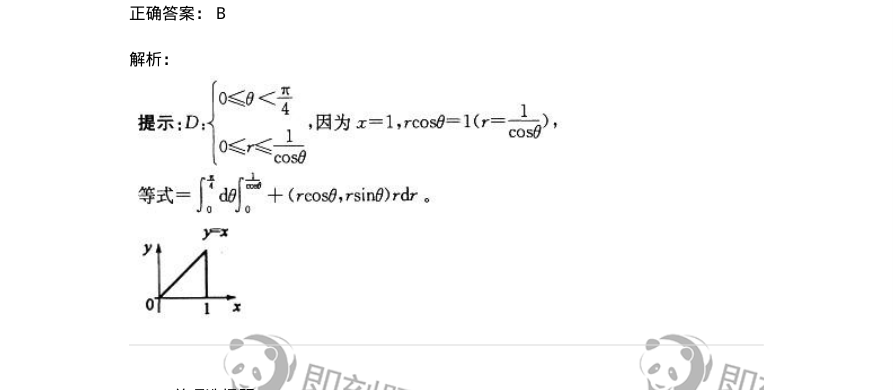 正确答案： B
解析：
提示：D：{0≤θ＜π/4
0≤r≤1/cosθ ，因为 x＝1，rcosθ＝1(r＝1/cosθ)，
等式＝∫₀^{π/4} dθ∫₀^{1/cosθ} ＋ (rcosθ,rsinθ)rdr 。
y=x
y
0 1 x